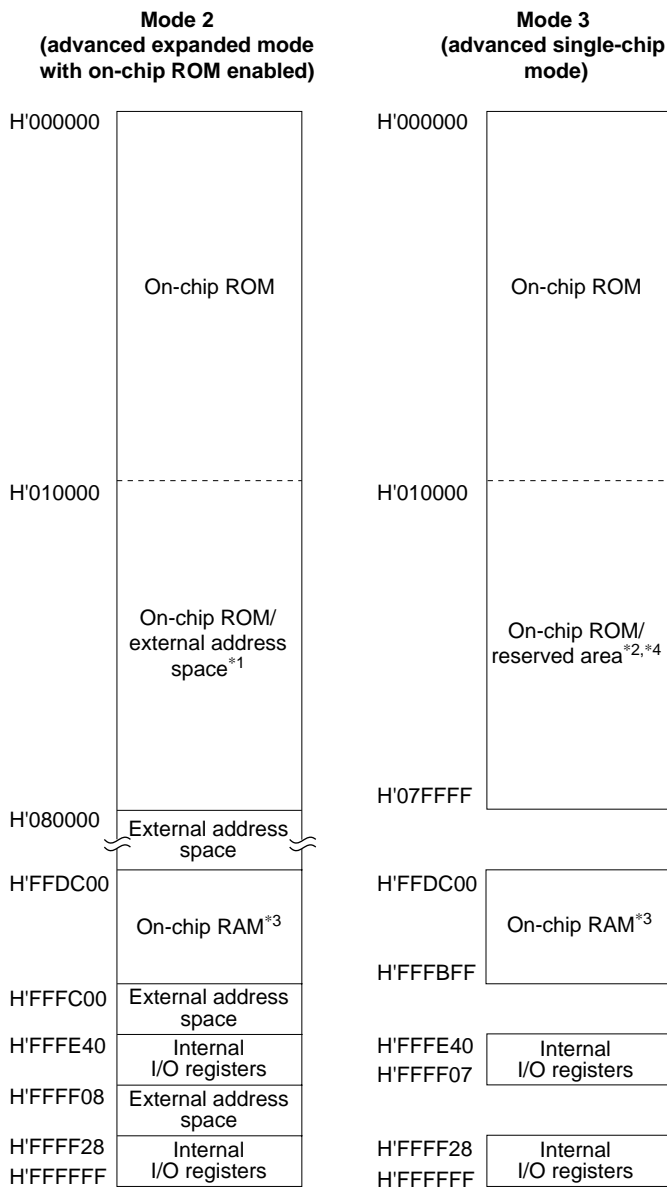 Mode 2
(advanced expanded mode
with on-chip ROM enabled)
H'000000
On-chip ROM
H'010000
On-chip ROM/
external address
space*1
H'080000
External address
space
H'FFDC00
On-chip RAM*3
H'FFFC00
External address
space
H'FFFE40
Internal
I/O registers
H'FFFF08
External address
space
H'FFFF28
Internal
I/O registers
H'FFFFFF
Mode 3
(advanced single-chip
mode)
H'000000
On-chip ROM
H'010000
On-chip ROM/
reserved area*2,*4
H'07FFFF
H'FFDC00
On-chip RAM*3
H'FFFBFF
H'FFFE40
Internal
I/O registers
H'FFFF07
H'FFFF28
Internal
I/O registers
H'FFFFFF